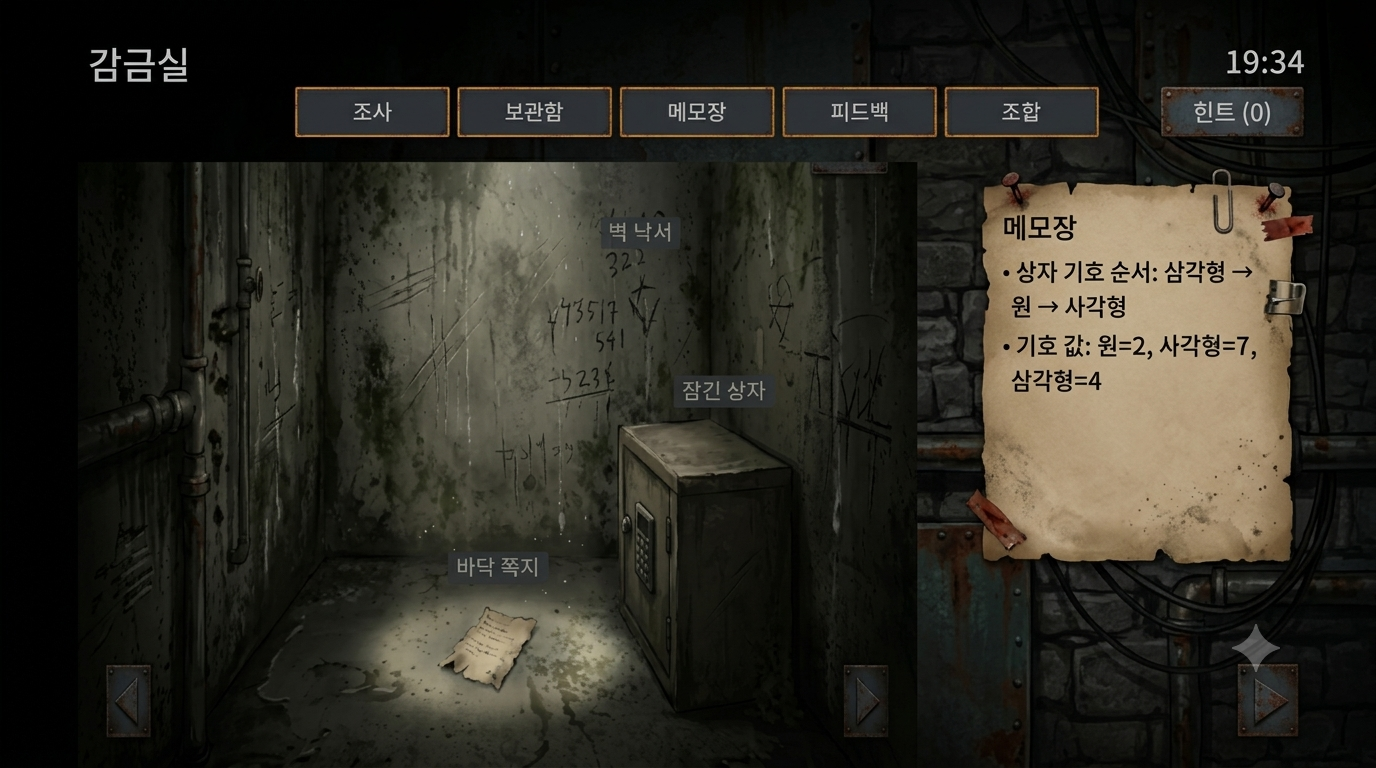 감금실
19:34
조사
보관함
메모장
피드백
조합
힌트 (0)
벽 낙서
322
43517
541
잠긴 상자
바닥 쪽지
메모장
• 상자 기호 순서: 삼각형 →
원 → 사각형
• 기호 값: 원=2, 사각형=7,
삼각형=4